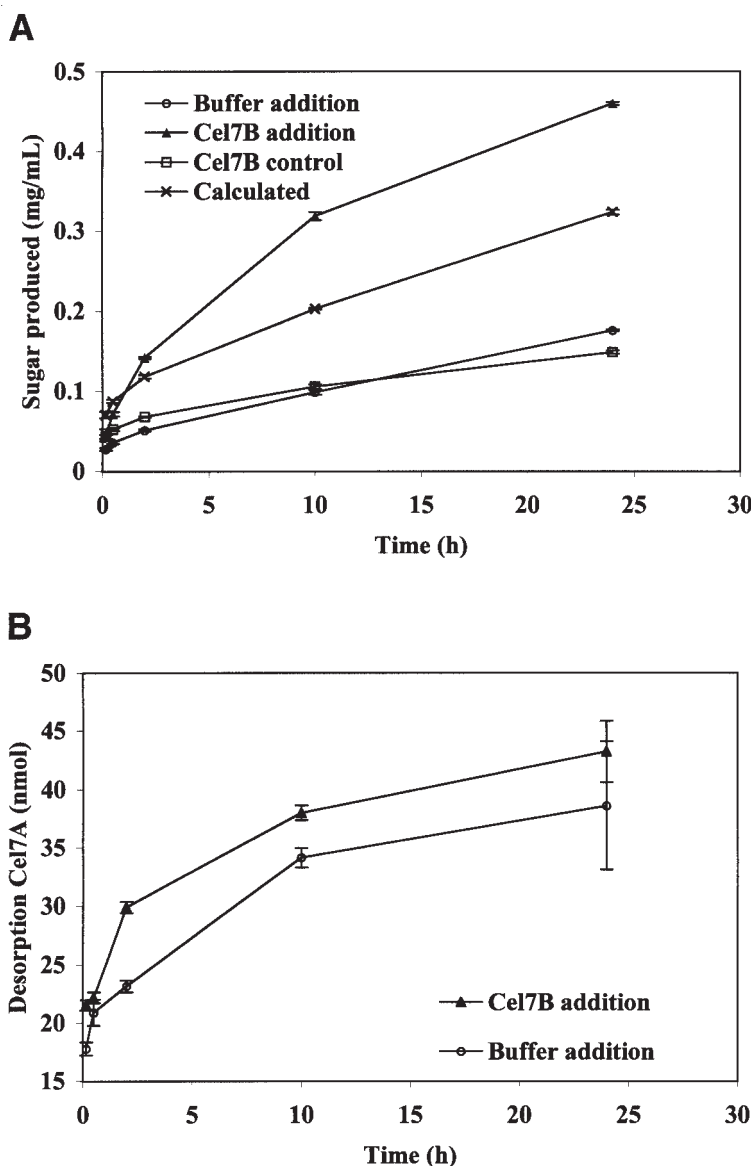 A
0.5
0.4
0.3
0.2
0.1
0
Sugar produced (mg/mL)
Buffer addition
Cel7B addition
Cel7B control
Calculated
0 5 10 15 20 25 30
Time (h)
B
50
45
40
35
30
25
20
15
Desorption Cel7A (nmol)
Cel7B addition
Buffer addition
0 5 10 15 20 25 30
Time (h)